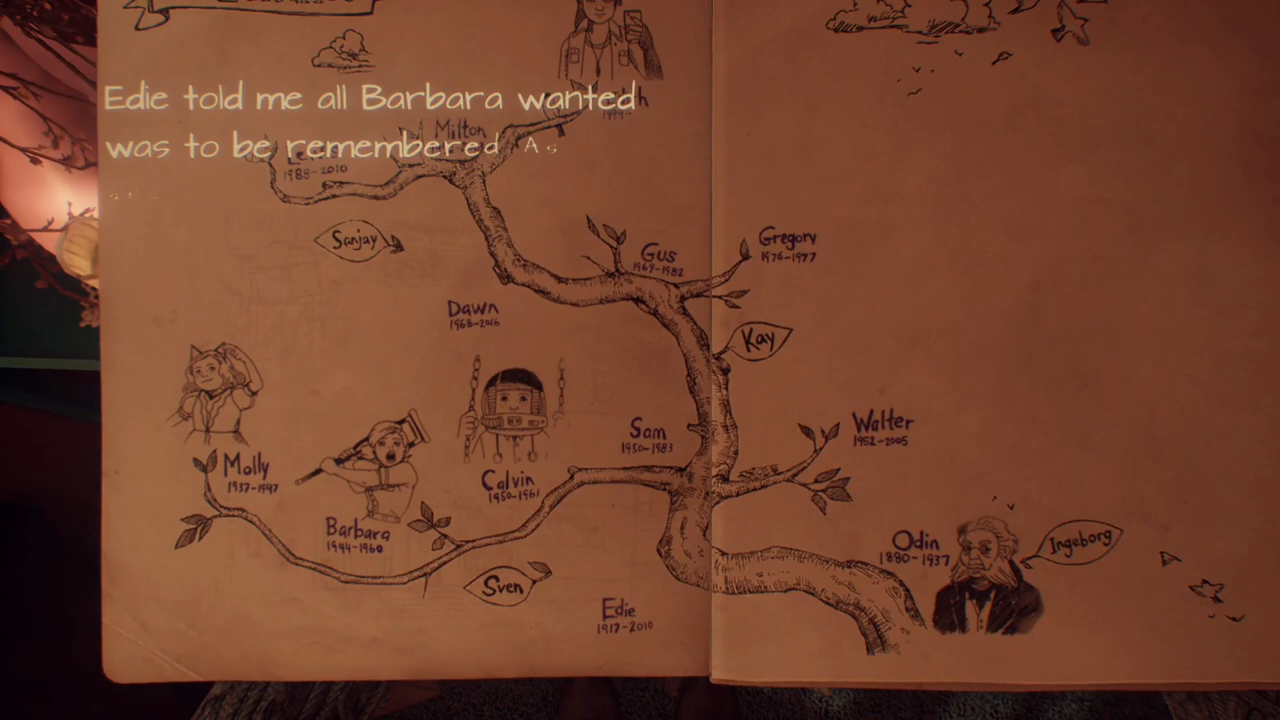 Edie told me all Barbara wanted
was to be remembered
Milton
1988-2010
Sanjay
Gus
1969-1982
Gregory
1976-1977
Dawn
1968-2016
Kay
Sam
1950-1983
Walter
1952-2005
Molly
1937-1947
Calvin
1950-1961
Barbara
1944-1960
Odin
1880-1937
Ingeborg
Sven
Edie
1917-2010